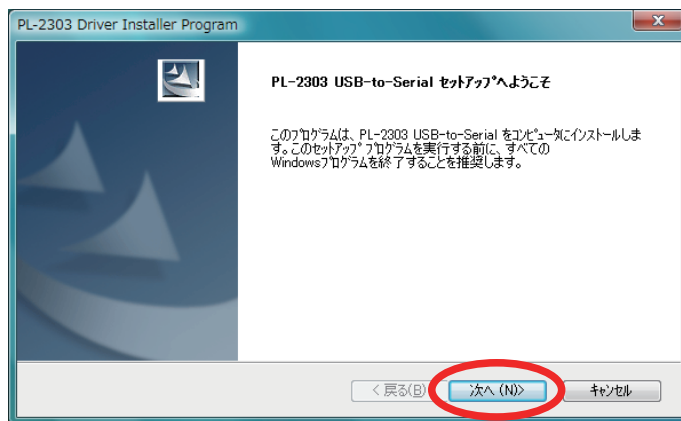 PL-2303 Driver Installer Program
PL-2303 USB-to-Serial セットアップへようこそ
このプログラムは、PL-2303 USB-to-Serial をコンピュータにインストールしま
す。このセットアップ プログラムを実行する前に、すべての
Windowsプログラムを終了することを推奨します。
< 戻る(B)
次へ (N)>
キャンセル